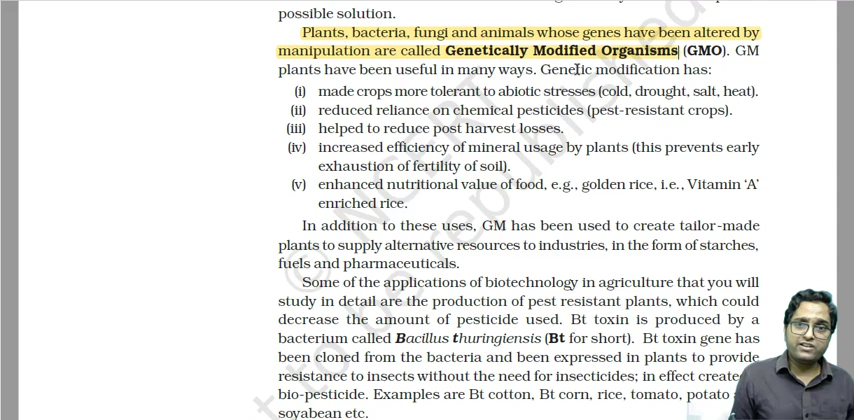 possible solution.
Plants, bacteria, fungi and animals whose genes have been altered by
manipulation are called Genetically Modified Organisms (GMO). GM
plants have been useful in many ways. Genetic modification has:
(i) made crops more tolerant to abiotic stresses (cold, drought, salt, heat).
(ii) reduced reliance on chemical pesticides (pest-resistant crops).
(iii) helped to reduce post harvest losses.
(iv) increased efficiency of mineral usage by plants (this prevents early
exhaustion of fertility of soil).
(v) enhanced nutritional value of food, e.g., golden rice, i.e., Vitamin ‘A’
enriched rice.
In addition to these uses, GM has been used to create tailor-made
plants to supply alternative resources to industries, in the form of starches,
fuels and pharmaceuticals.
Some of the applications of biotechnology in agriculture that you will
study in detail are the production of pest resistant plants, which could
decrease the amount of pesticide used. Bt toxin is produced by a
bacterium called Bacillus thuringiensis (Bt for short). Bt toxin gene has
been cloned from the bacteria and been expressed in plants to provide
resistance to insects without the need for insecticides; in effect create
bio-pesticide. Examples are Bt cotton, Bt corn, rice, tomato, potato
soyabean etc.
© NCERT
to be republished